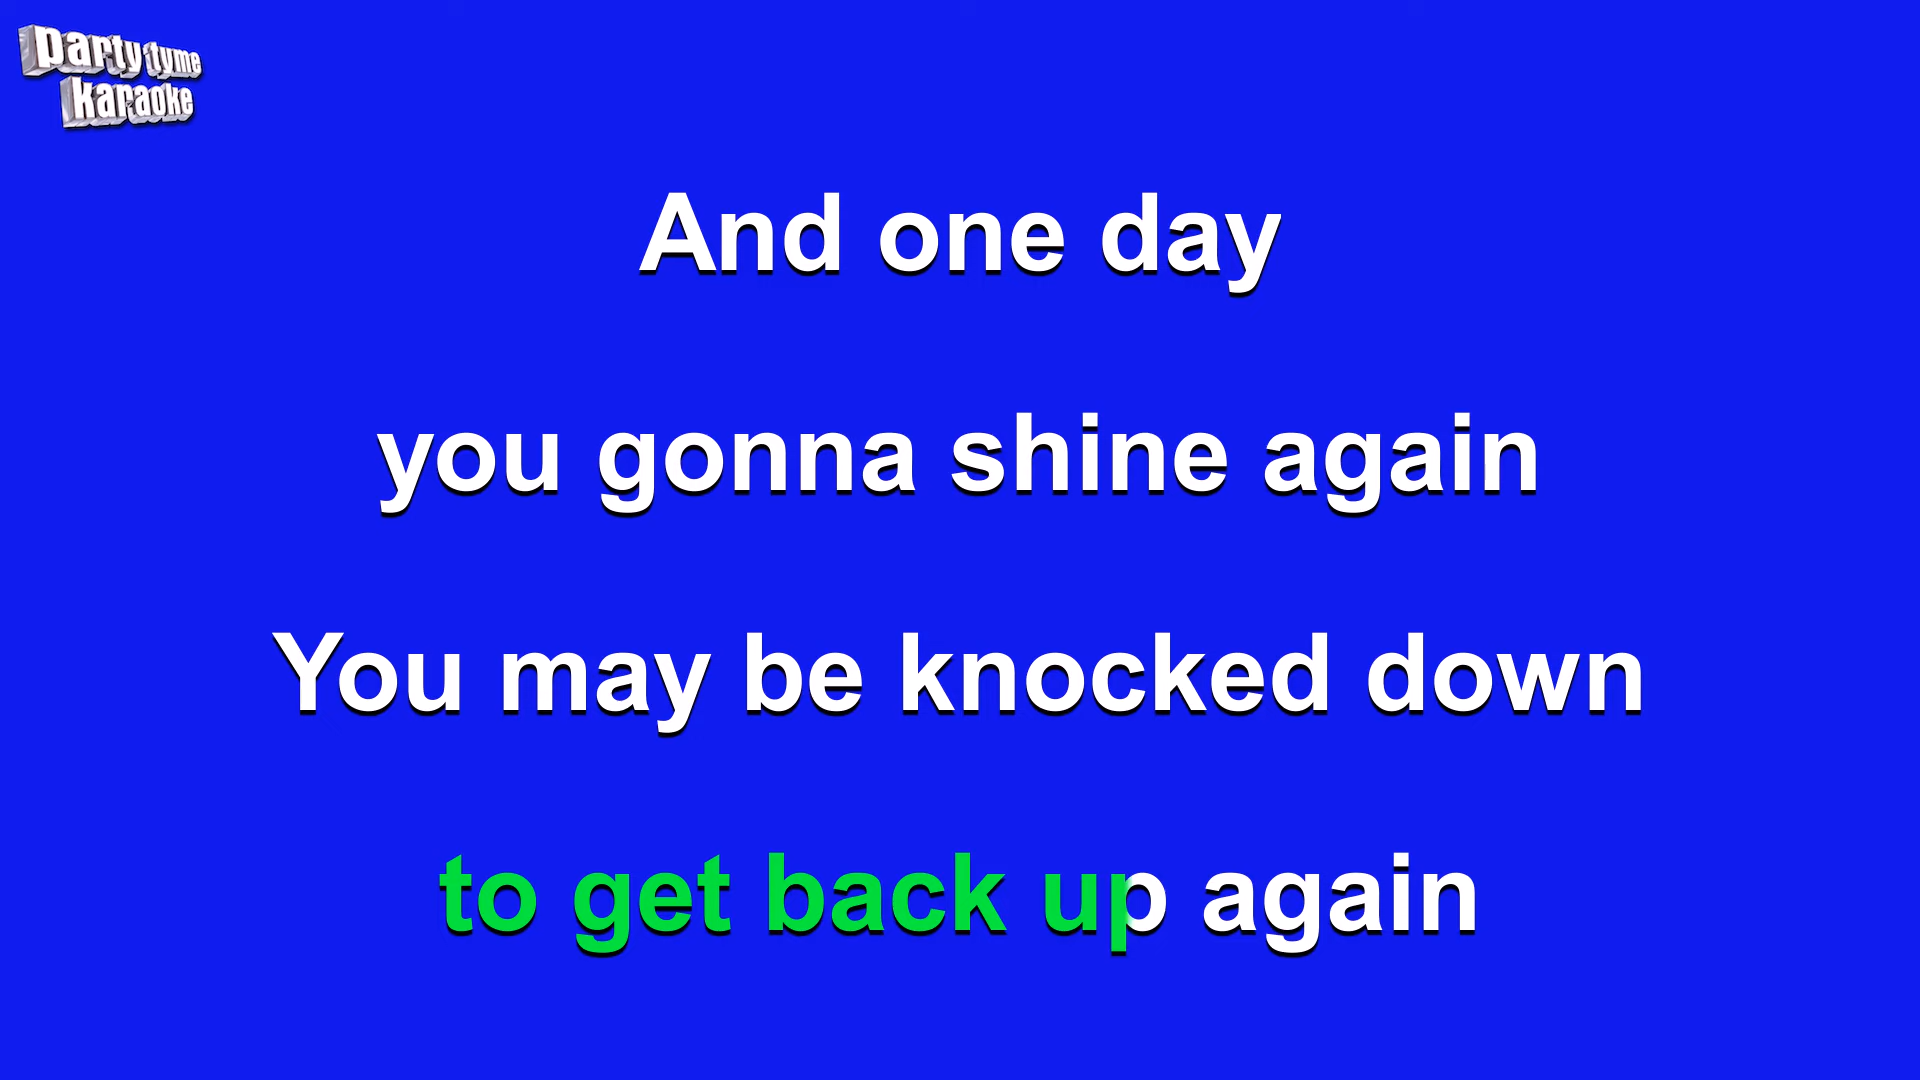 party tyme
karaoke
And one day
you gonna shine again
You may be knocked down
to get back up again